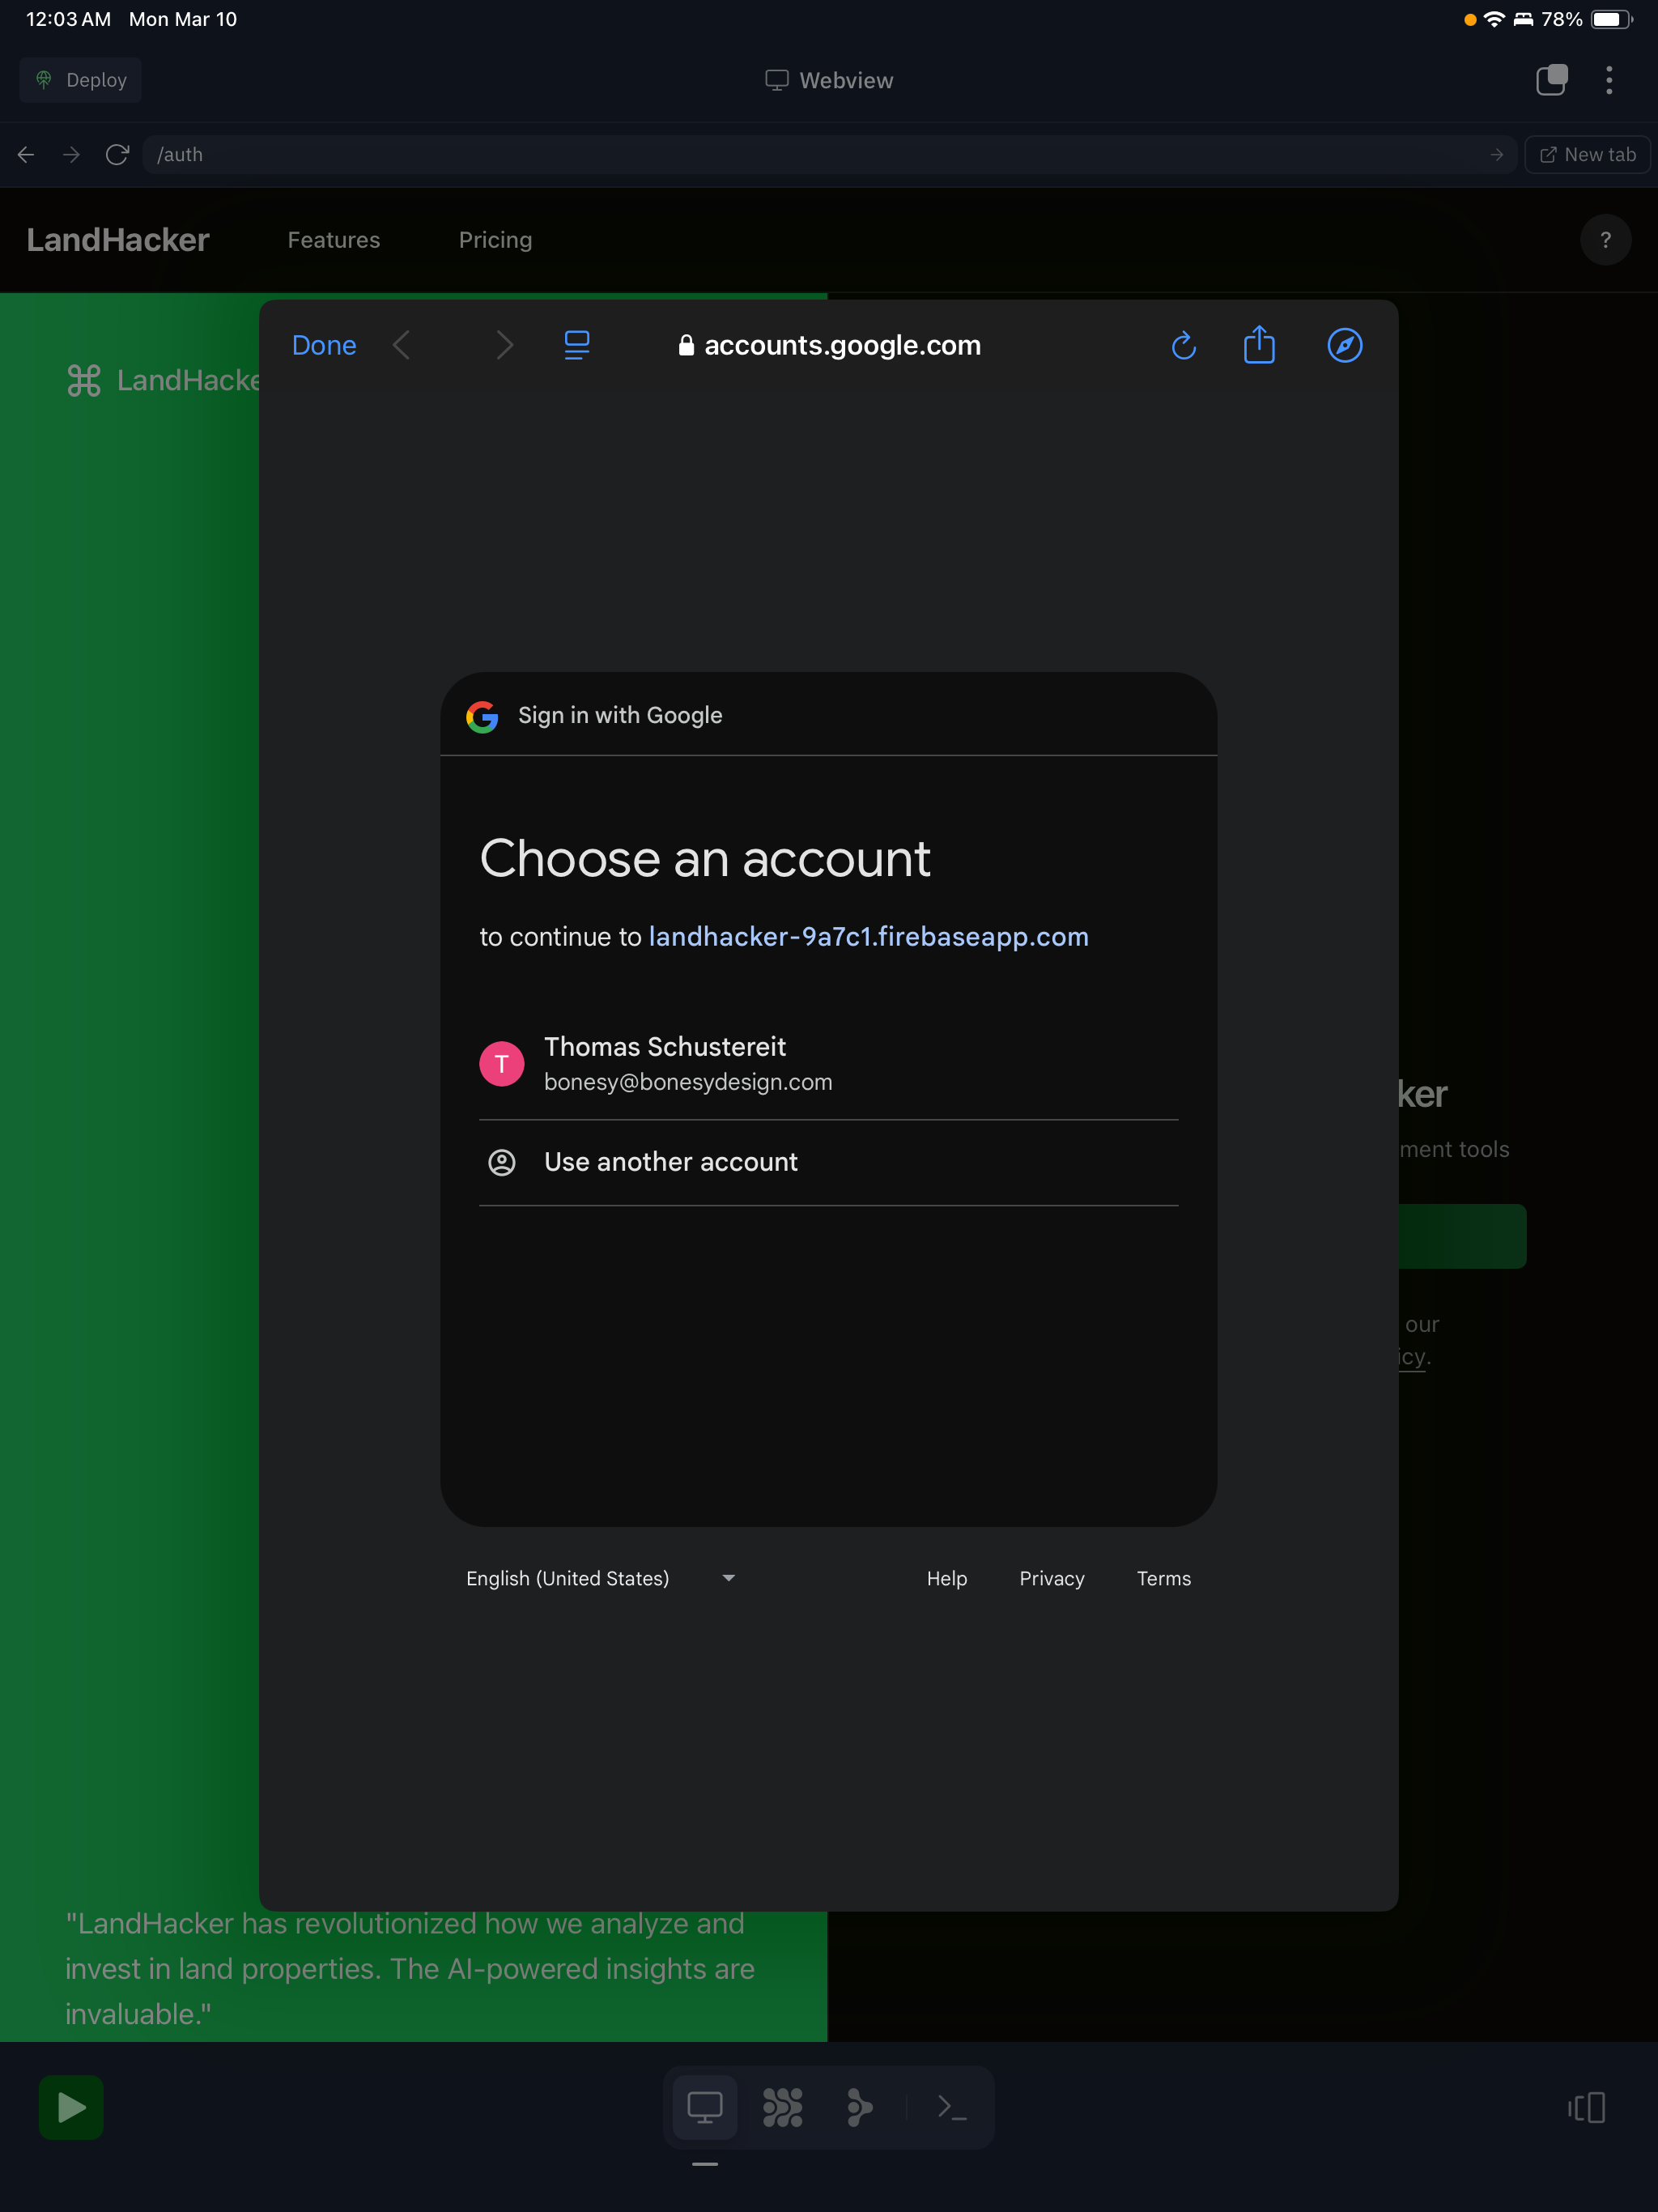 12:03 AM Mon Mar 10
78%
Deploy
Webview
/auth
New tab
LandHacker
Features
Pricing
?
Done
accounts.google.com
LandHacke
Sign in with Google
Choose an account
to continue to landhacker-9a7c1.firebaseapp.com
T
Thomas Schustereit
bonesy@bonesydesign.com
Use another account
ker
ment tools
our
icy.
English (United States)
Help
Privacy
Terms
"LandHacker has revolutionized how we analyze and
invest in land properties. The AI-powered insights are
invaluable."